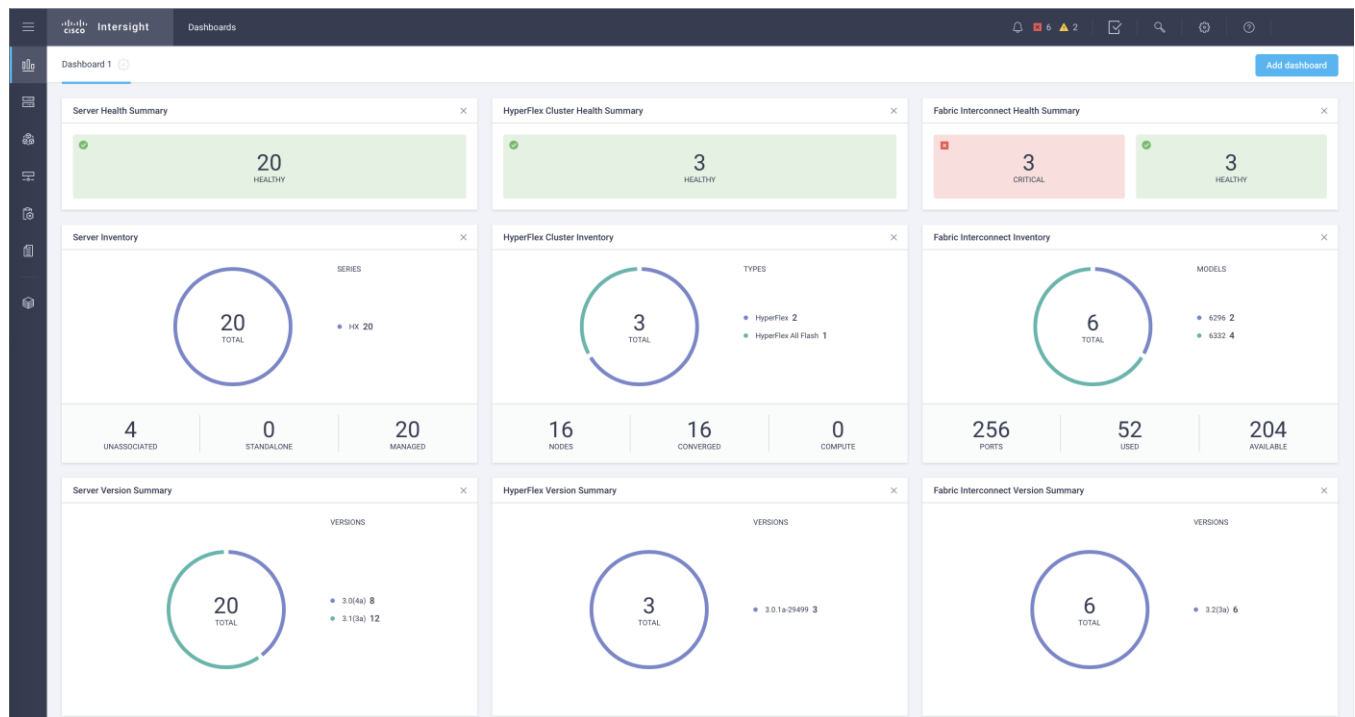 cisco Intersight Dashboards 6 2
Dashboard 1 Add dashboard
Server Health Summary
20
HEALTHY
HyperFlex Cluster Health Summary
3
HEALTHY
Fabric Interconnect Health Summary
3
CRITICAL
3
HEALTHY
Server Inventory
20
TOTAL
SERIES
HX 20
4
UNASSOCIATED
0
STANDALONE
20
MANAGED
HyperFlex Cluster Inventory
3
TOTAL
TYPES
HyperFlex 2
HyperFlex All Flash 1
16
NODES
16
CONVERGED
0
COMPUTE
Fabric Interconnect Inventory
6
TOTAL
MODELS
6296 2
6332 4
256
PORTS
52
USED
204
AVAILABLE
Server Version Summary
20
TOTAL
VERSIONS
3.0(4a) 8
3.1(3a) 12
HyperFlex Version Summary
3
TOTAL
VERSIONS
3.0.1a-29499 3
Fabric Interconnect Version Summary
6
TOTAL
VERSIONS
3.2(3a) 6